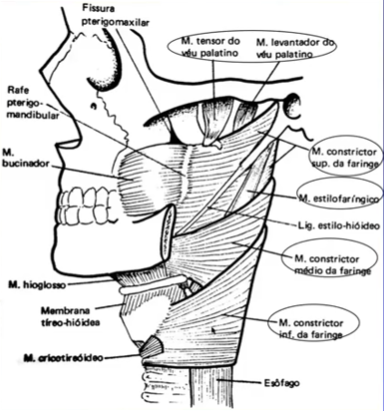 Fissura
pterigomaxilar
M. tensor do
véu palatino
M. levantador do
véu palatino
Rafe
pterigo-
mandibular
M.
bucinador
M. constrictor
sup. da faringe
M. estilofaríngico
Lig. estilo-hióideo
M. constrictor
médio da faringe
M. hioglosso
Membrana
tíreo-hióidea
M. constrictor
inf. da faringe
M. cricotireóideo
Esôfago